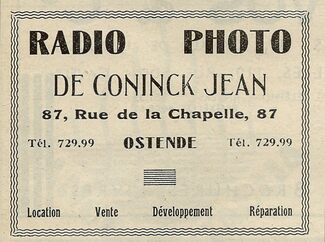 RADIO PHOTO
DE CONINCK JEAN
87, Rue de la Chapelle, 87
Tél. 729.99 OSTENDE Tél. 729.99
Location Vente Développement Réparation